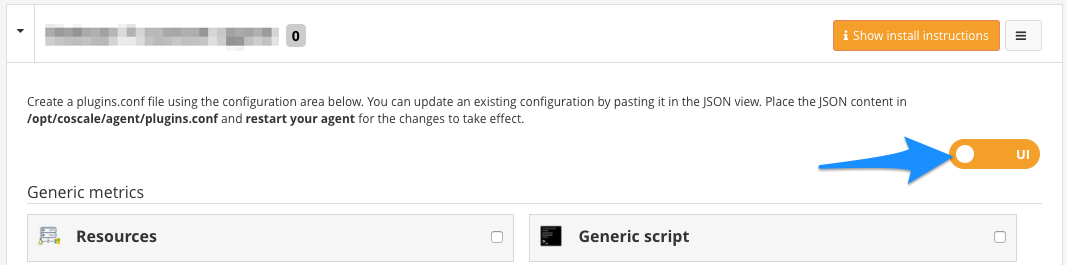 0
Show install instructions
Create a plugins.conf file using the configuration area below. You can update an existing configuration by pasting it in the JSON view. Place the JSON content in
/opt/coscale/agent/plugins.conf and restart your agent for the changes to take effect.
UI
Generic metrics
Resources
Generic script